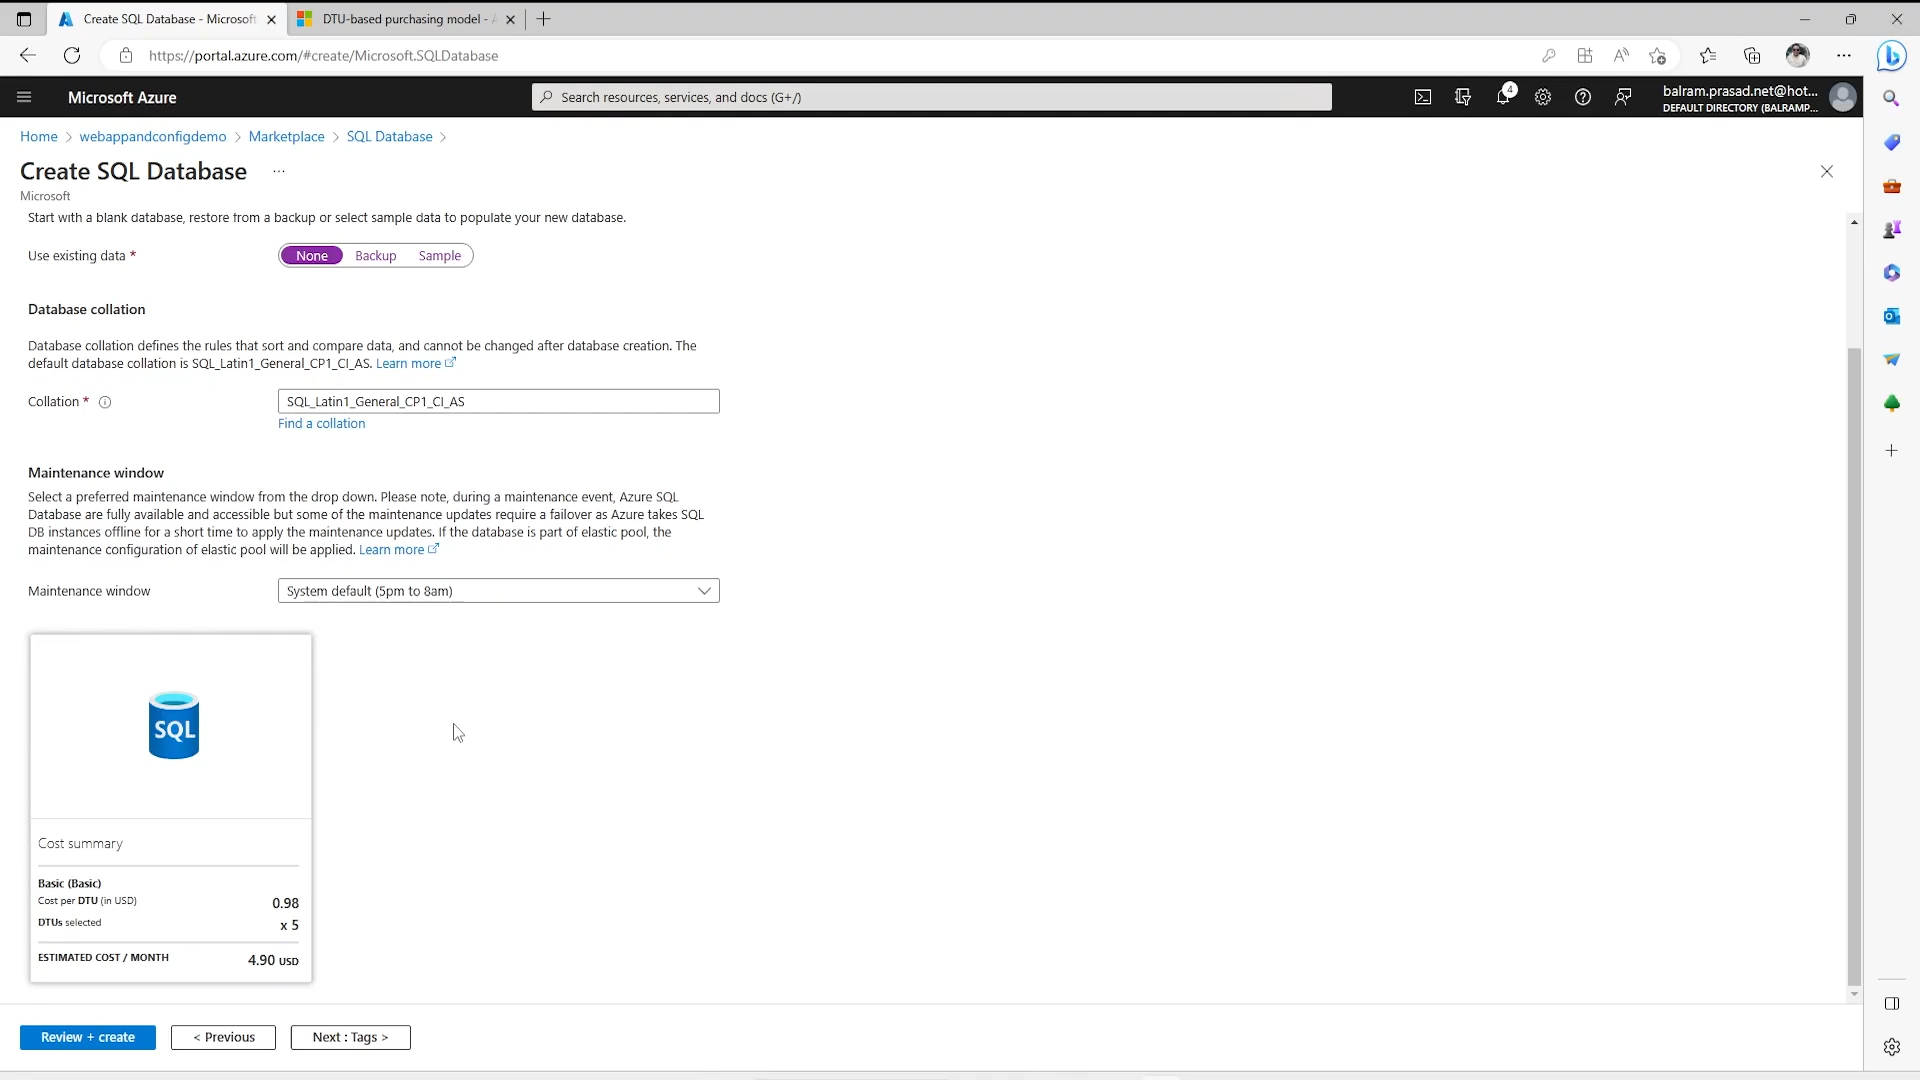 Create SQL Database - Microsoft
DTU-based purchasing model -
https://portal.azure.com/#create/Microsoft.SQLDatabase
Microsoft Azure
Search resources, services, and docs (G+/)
4
balram.prasad.net@hot...
DEFAULT DIRECTORY (BALRAMP...
Home > webappandconfigdemo > Marketplace > SQL Database >
Create SQL Database ...
Microsoft
Start with a blank database, restore from a backup or select sample data to populate your new database.
Use existing data * None Backup Sample
Database collation
Database collation defines the rules that sort and compare data, and cannot be changed after database creation. The
default database collation is SQL_Latin1_General_CP1_CI_AS. Learn more
Collation * SQL_Latin1_General_CP1_CI_AS
Find a collation
Maintenance window
Select a preferred maintenance window from the drop down. Please note, during a maintenance event, Azure SQL
Database are fully available and accessible but some of the maintenance updates require a failover as Azure takes SQL
DB instances offline for a short time to apply the maintenance updates. If the database is part of elastic pool, the
maintenance configuration of elastic pool will be applied. Learn more
Maintenance window System default (5pm to 8am)
SQL
Cost summary
Basic (Basic)
Cost per DTU (in USD) 0.98
DTUs selected x 5
ESTIMATED COST / MONTH 4.90 USD
Review + create < Previous Next : Tags >